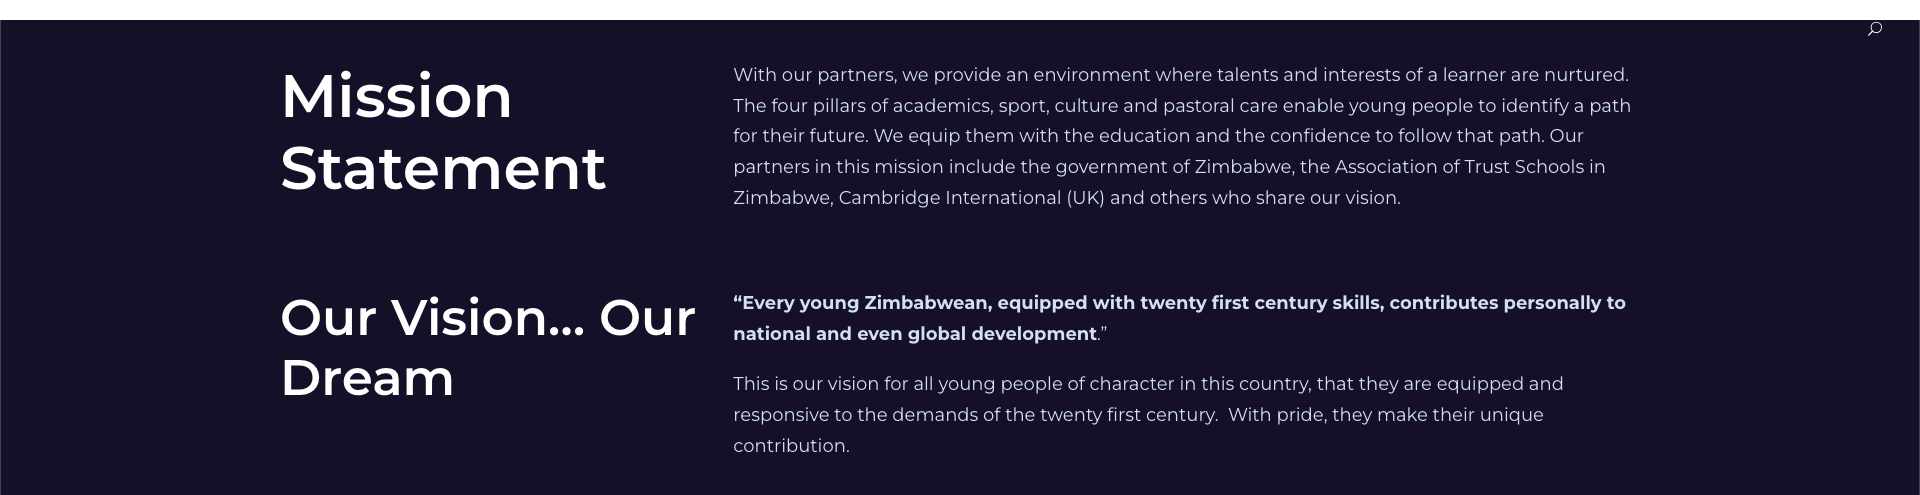 Mission
Statement
With our partners, we provide an environment where talents and interests of a learner are nurtured.
The four pillars of academics, sport, culture and pastoral care enable young people to identify a path
for their future. We equip them with the education and the confidence to follow that path. Our
partners in this mission include the government of Zimbabwe, the Association of Trust Schools in
Zimbabwe, Cambridge International (UK) and others who share our vision.
Our Vision... Our
Dream
“Every young Zimbabwean, equipped with twenty first century skills, contributes personally to
national and even global development.”
This is our vision for all young people of character in this country, that they are equipped and
responsive to the demands of the twenty first century.  With pride, they make their unique
contribution.